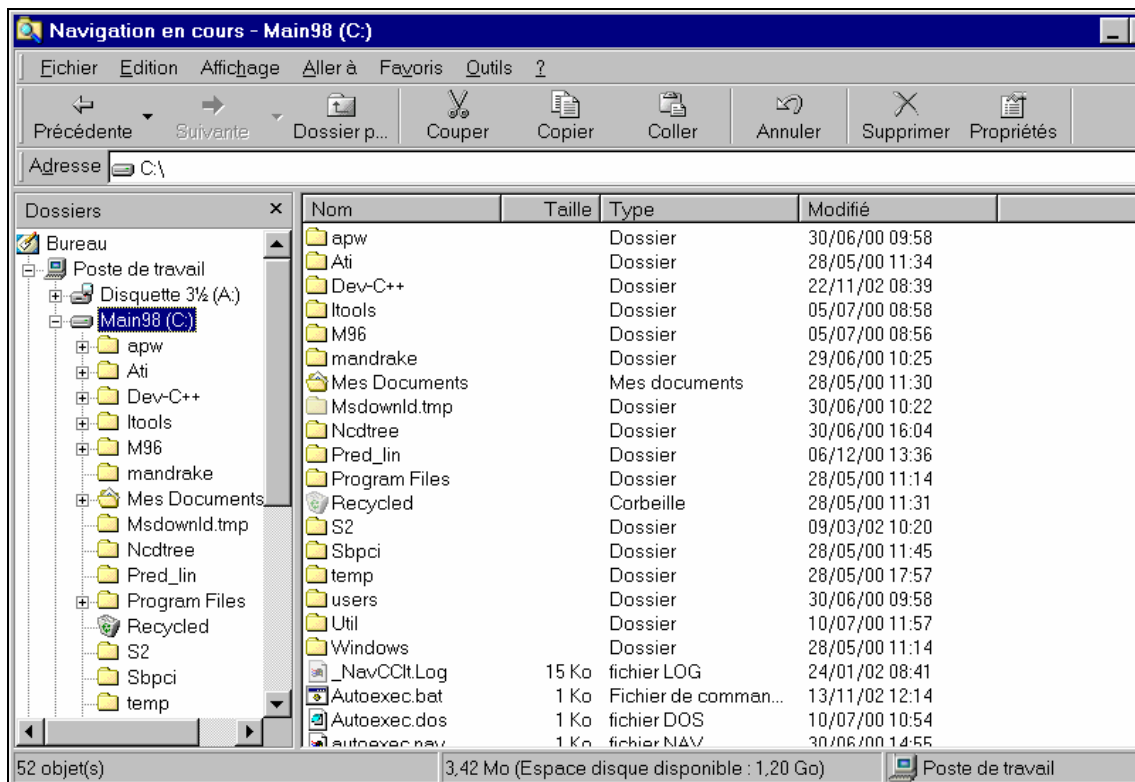 Navigation en cours - Main98 (C:)
Fichier Edition Affichage Aller à Favoris Outils ?
Précédente Suivante Dossier p... Couper Copier Coller Annuler Supprimer Propriétés
Adresse C:\
Dossiers x
Bureau
Poste de travail
Disquette 3½ (A:)
Main98 (C:)
apw
Ati
Dev-C++
Itools
M96
mandrake
Mes Documents
Msdownld.tmp
Ncdtree
Pred_lin
Program Files
Recycled
S2
Sbpci
temp
Nom Taille Type Modifié
apw Dossier 30/06/00 09:58
Ati Dossier 28/05/00 11:34
Dev-C++ Dossier 22/11/02 08:39
Itools Dossier 05/07/00 08:58
M96 Dossier 05/07/00 08:56
mandrake Dossier 29/06/00 10:25
Mes Documents Mes documents 28/05/00 11:30
Msdownld.tmp Dossier 30/06/00 10:22
Ncdtree Dossier 30/06/00 16:04
Pred_lin Dossier 06/12/00 13:36
Program Files Dossier 28/05/00 11:14
Recycled Corbeille 28/05/00 11:31
S2 Dossier 09/03/02 10:20
Sbpci Dossier 28/05/00 11:45
temp Dossier 28/05/00 17:57
users Dossier 30/06/00 09:58
Util Dossier 10/07/00 11:57
Windows Dossier 28/05/00 11:14
_NavCClt.Log 15 Ko fichier LOG 24/01/02 08:41
Autoexec.bat 1 Ko Fichier de comman... 13/11/02 12:14
Autoexec.dos 1 Ko fichier DOS 10/07/00 10:54
autoexec.nav 1 Ko fichier NAV 30/06/00 14:55
52 objet(s) 3,42 Mo (Espace disque disponible : 1,20 Go) Poste de travail